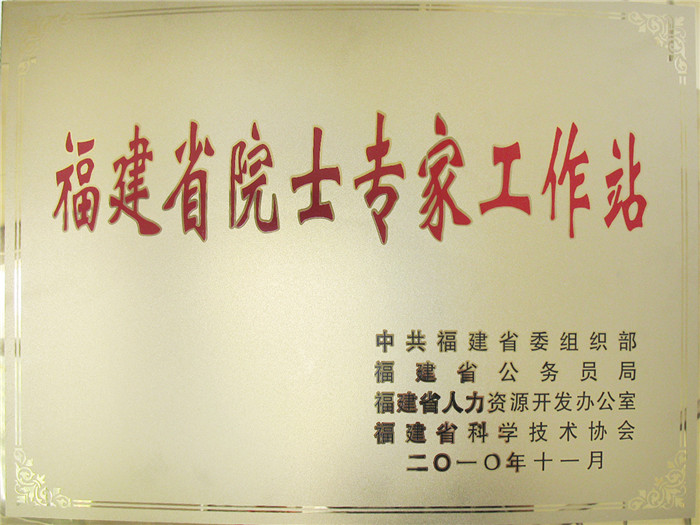 福建省院士专家工作站
中共福建省委组织部
福建省公务员局
福建省人力资源开发办公室
福建省科学技术协会
二〇一〇年十一月